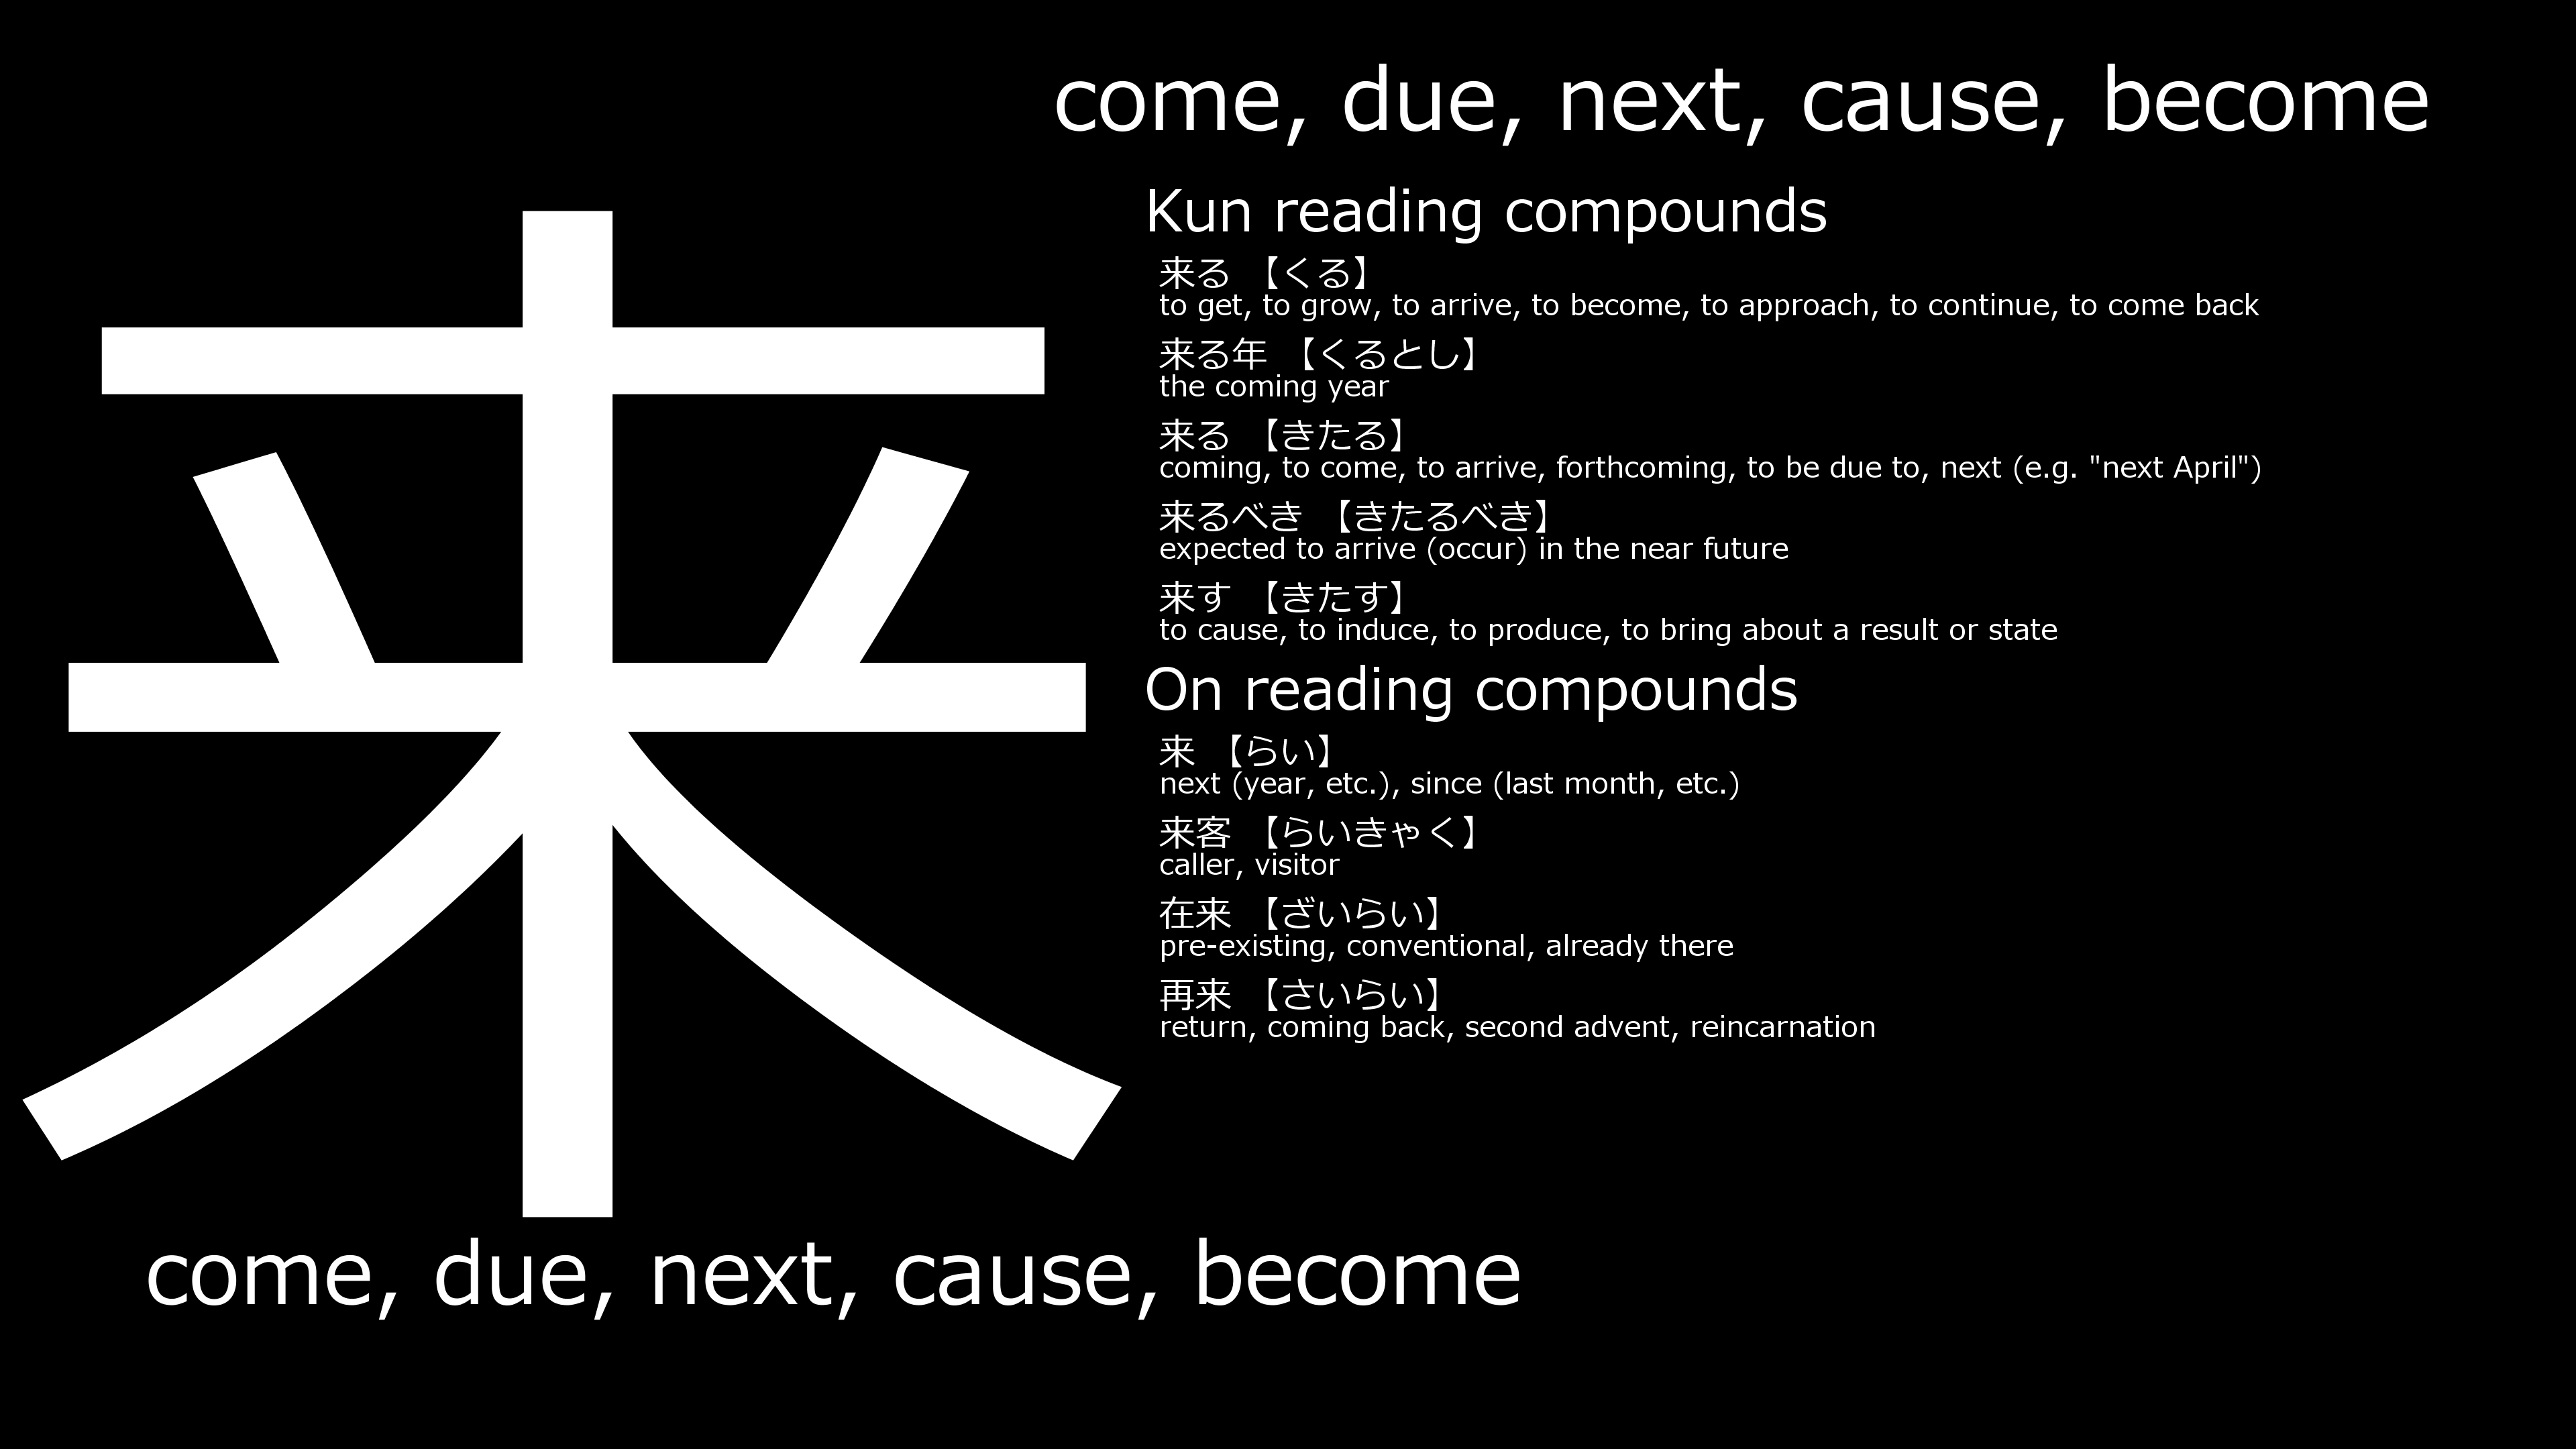 come, due, next, cause, become
来
Kun reading compounds
来る 【くる】
to get, to grow, to arrive, to become, to approach, to continue, to come back
来る年 【くるとし】
the coming year
来る 【きたる】
coming, to come, to arrive, forthcoming, to be due to, next (e.g. "next April")
来るべき 【きたるべき】
expected to arrive (occur) in the near future
来す 【きたす】
to cause, to induce, to produce, to bring about a result or state
On reading compounds
来 【らい】
next (year, etc.), since (last month, etc.)
来客 【らいきゃく】
caller, visitor
在来 【ざいらい】
pre-existing, conventional, already there
再来 【さいらい】
return, coming back, second advent, reincarnation
come, due, next, cause, become